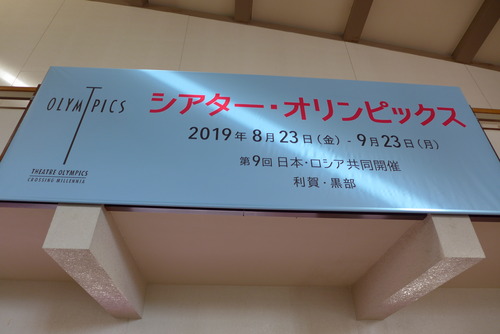 OLYMTPICS
THEATRE OLYMPICS
CROSSING MILLENNIA
シアター・オリンピックス
2019年 8月23日(金) - 9月23日(月)
第9回 日本・ロシア共同開催
利賀・黒部